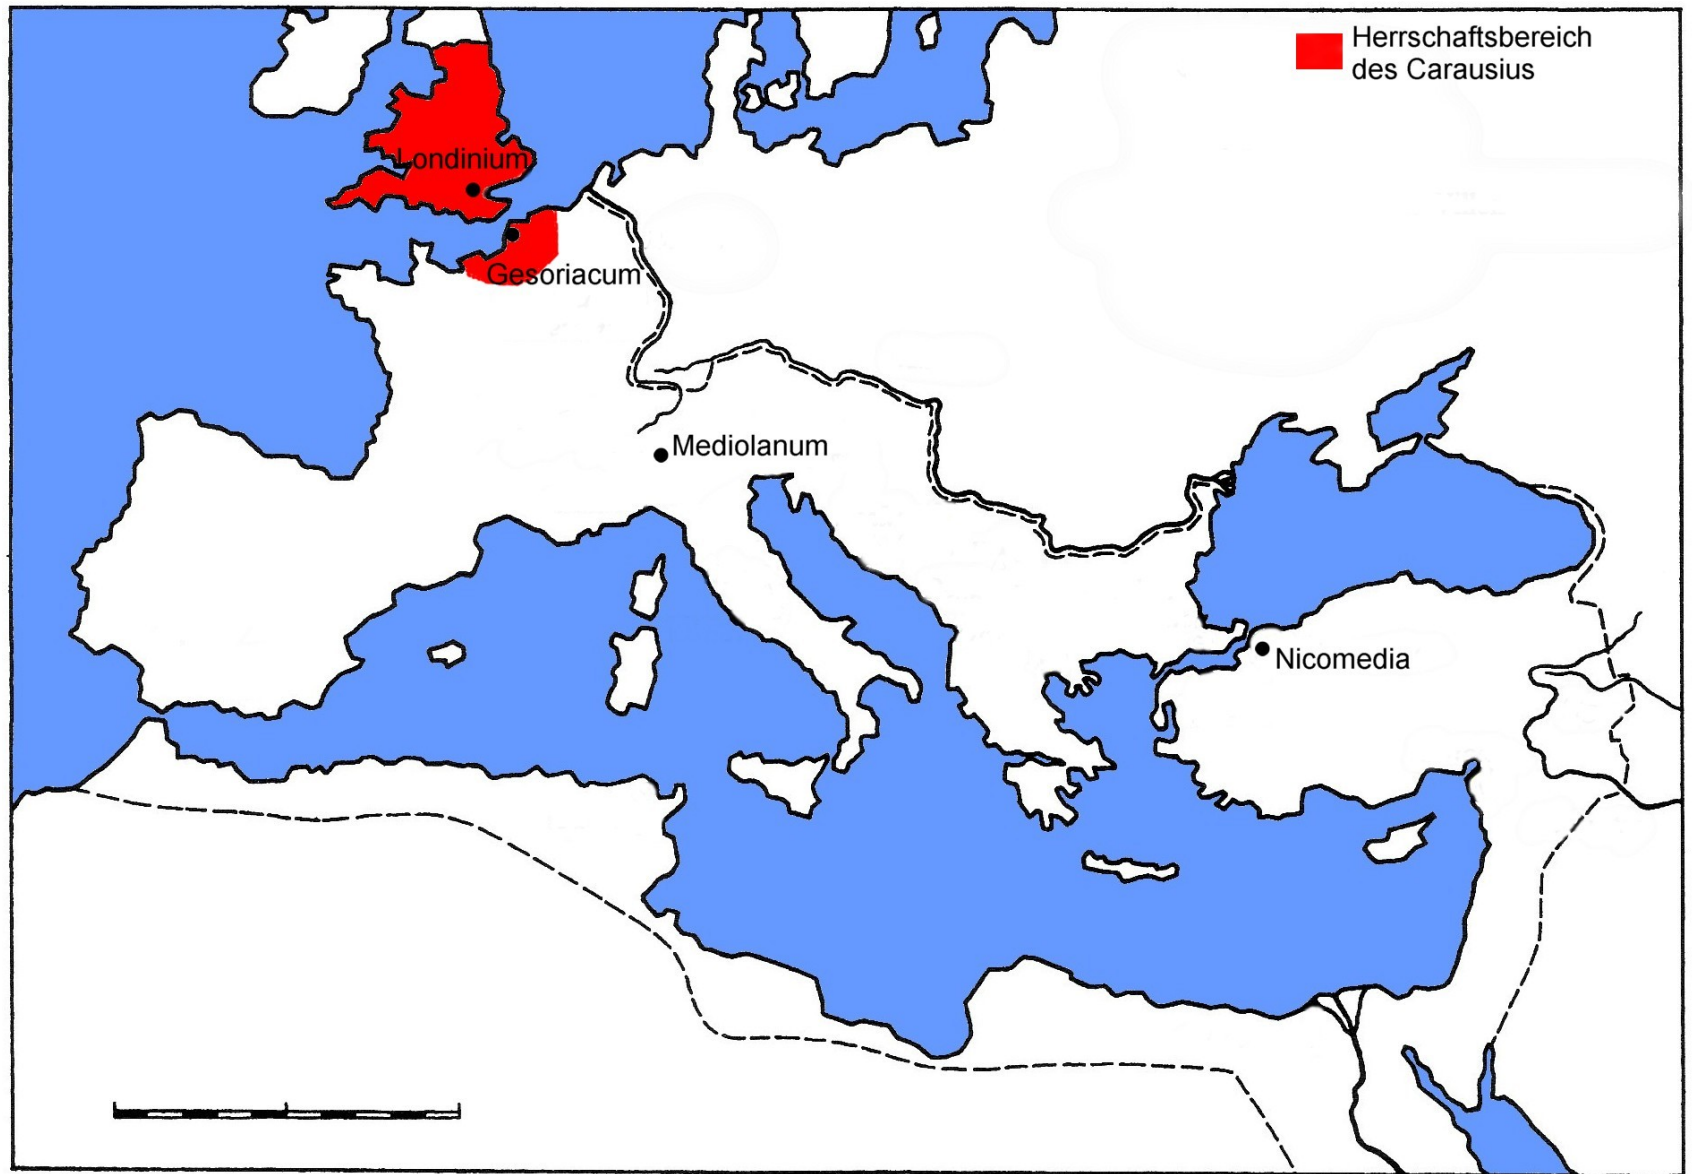 Herrschaftsbereich
des Carausius
Londinium
Gesoriacum
Mediolanum
Nicomedia